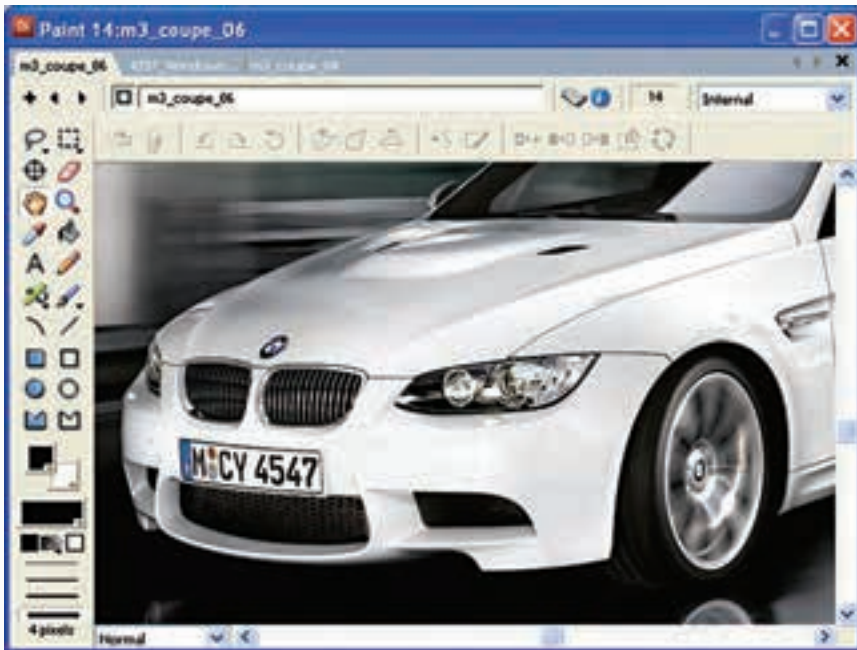 Paint 14:m3_coupe_06
m3_coupe_06
m3_coupe_06
14
Internal
A
M CY 4547
4 pixels
Normal